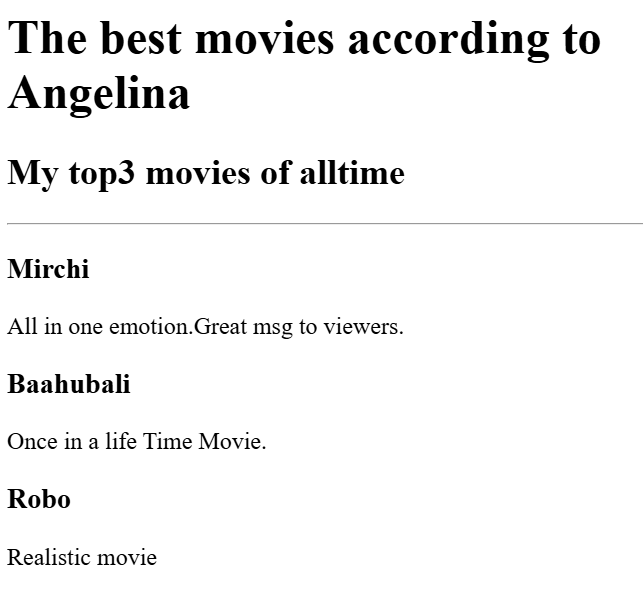 The best movies according to
Angelina
My top3 movies of alltime
Mirchi
All in one emotion.Great msg to viewers.
Baahubali
Once in a life Time Movie.
Robo
Realistic movie